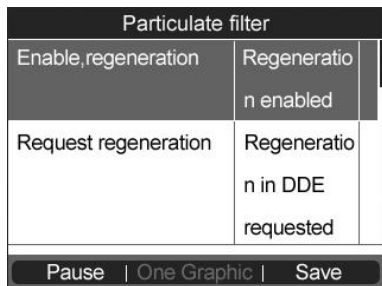 Particulate filter
Enable,regeneration
Regeneratio
n enabled
Request regeneration
Regeneratio
n in DDE
requested
Pause | One Graphic | Save